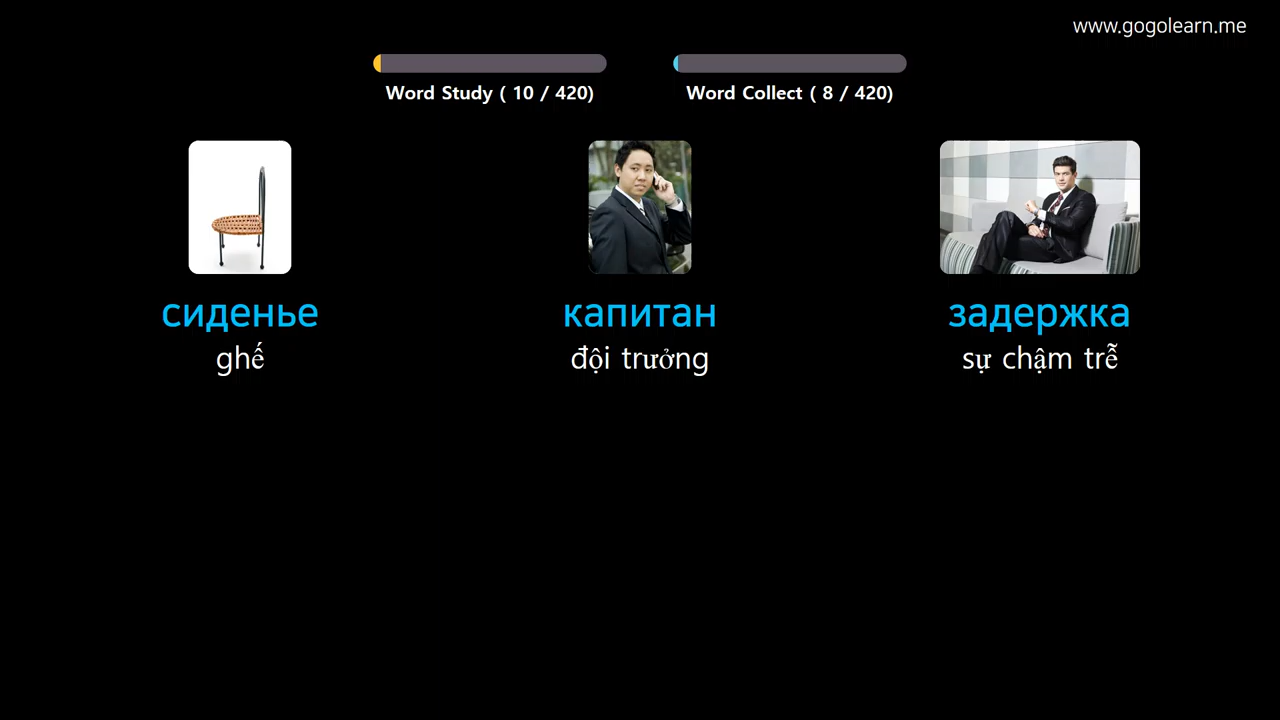 www.gogolearn.me
Word Study ( 10 / 420)
Word Collect ( 8 / 420)
сиденье
ghế
капитан
đội trưởng
задержка
sự chậm trễ